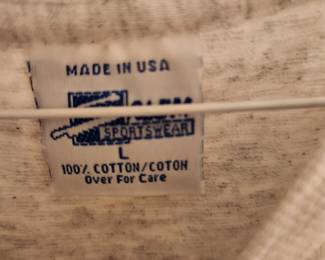 MADE IN USA
SPORTSWEAR
L
100% COTTON/COTON
Over For Care